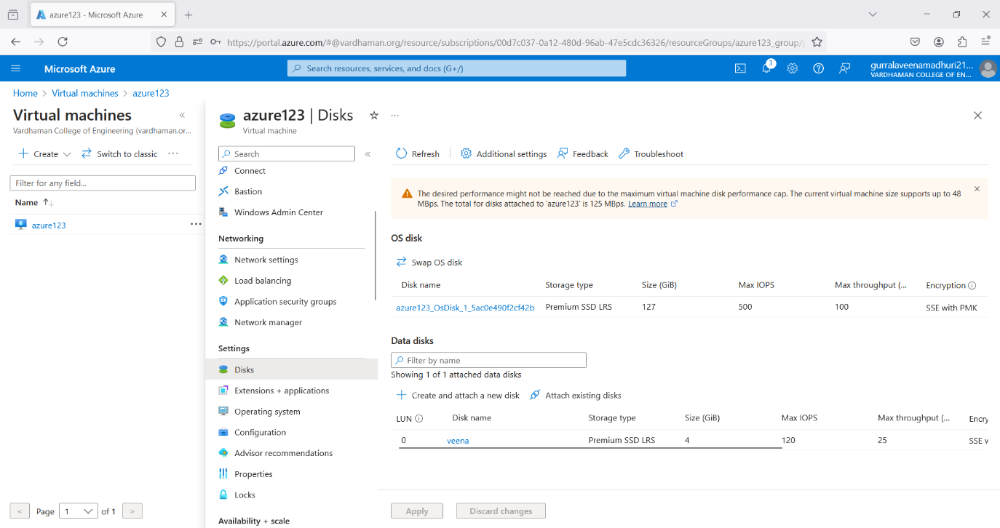 azure123 - Microsoft Azure
https://portal.azure.com/#@vardhaman.org/resource/subscriptions/00d7c037-0a12-480d-96ab-47e5cdc36326/resourceGroups/azure123_group/p
Microsoft Azure
Search resources, services, and docs (G+/)
3
gurralaveenamadhuri21...
VARDHAMAN COLLEGE OF EN...
Home > Virtual machines > azure123
Virtual machines
«
Vardhaman College of Engineering (vardhaman.or...
Create
Switch to classic
...
Filter for any field...
Name ↑↓
azure123
...
< Page 1 of 1 >
azure123 | Disks
...
Virtual machine
Search
«
Connect
Bastion
Windows Admin Center
Networking
Network settings
Load balancing
Application security groups
Network manager
Settings
Disks
Extensions + applications
Operating system
Configuration
Advisor recommendations
Properties
Locks
Availability + scale
Refresh Additional settings Feedback Troubleshoot
The desired performance might not be reached due to the maximum virtual machine disk performance cap. The current virtual machine size supports up to 48
MBps. The total for disks attached to 'azure123' is 125 MBps. Learn more
OS disk
Swap OS disk
Disk name Storage type Size (GiB) Max IOPS Max throughput (... Encryption
azure123_OsDisk_1_5ac0e490f2cf42b Premium SSD LRS 127 500 100 SSE with PMK
Data disks
Filter by name
Showing 1 of 1 attached data disks
Create and attach a new disk Attach existing disks
LUN Disk name Storage type Size (GiB) Max IOPS Max throughput (... Encry
0 veena Premium SSD LRS 4 120 25 SSE w
Apply Discard changes